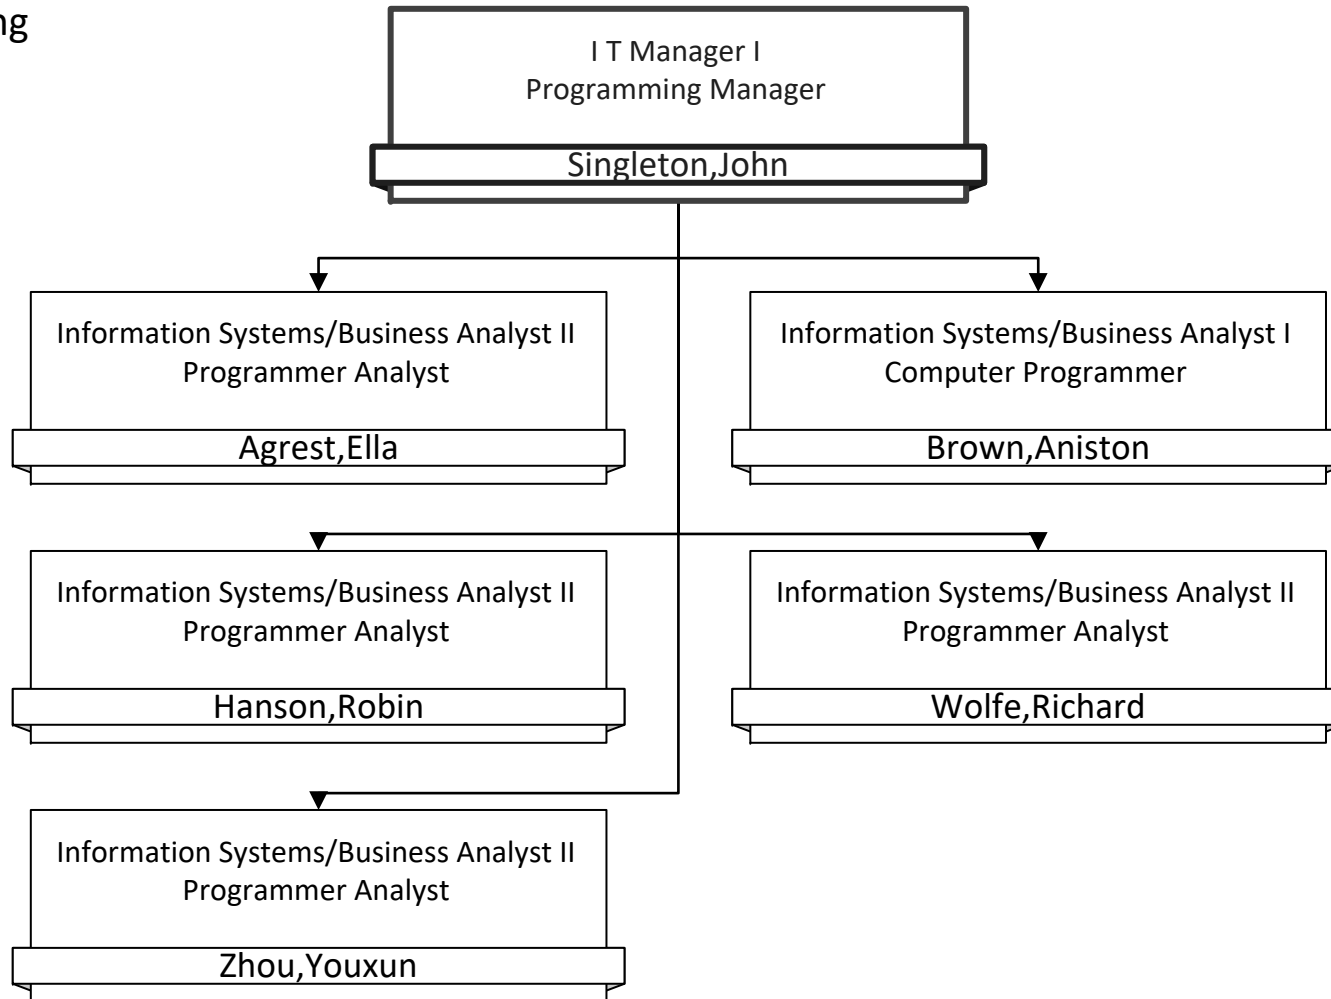 I T Manager I
Programming Manager
Singleton,John
Information Systems/Business Analyst II
Programmer Analyst
Agrest,Ella
Information Systems/Business Analyst I
Computer Programmer
Brown,Aniston
Information Systems/Business Analyst II
Programmer Analyst
Hanson,Robin
Information Systems/Business Analyst II
Programmer Analyst
Wolfe,Richard
Information Systems/Business Analyst II
Programmer Analyst
Zhou,Youxun